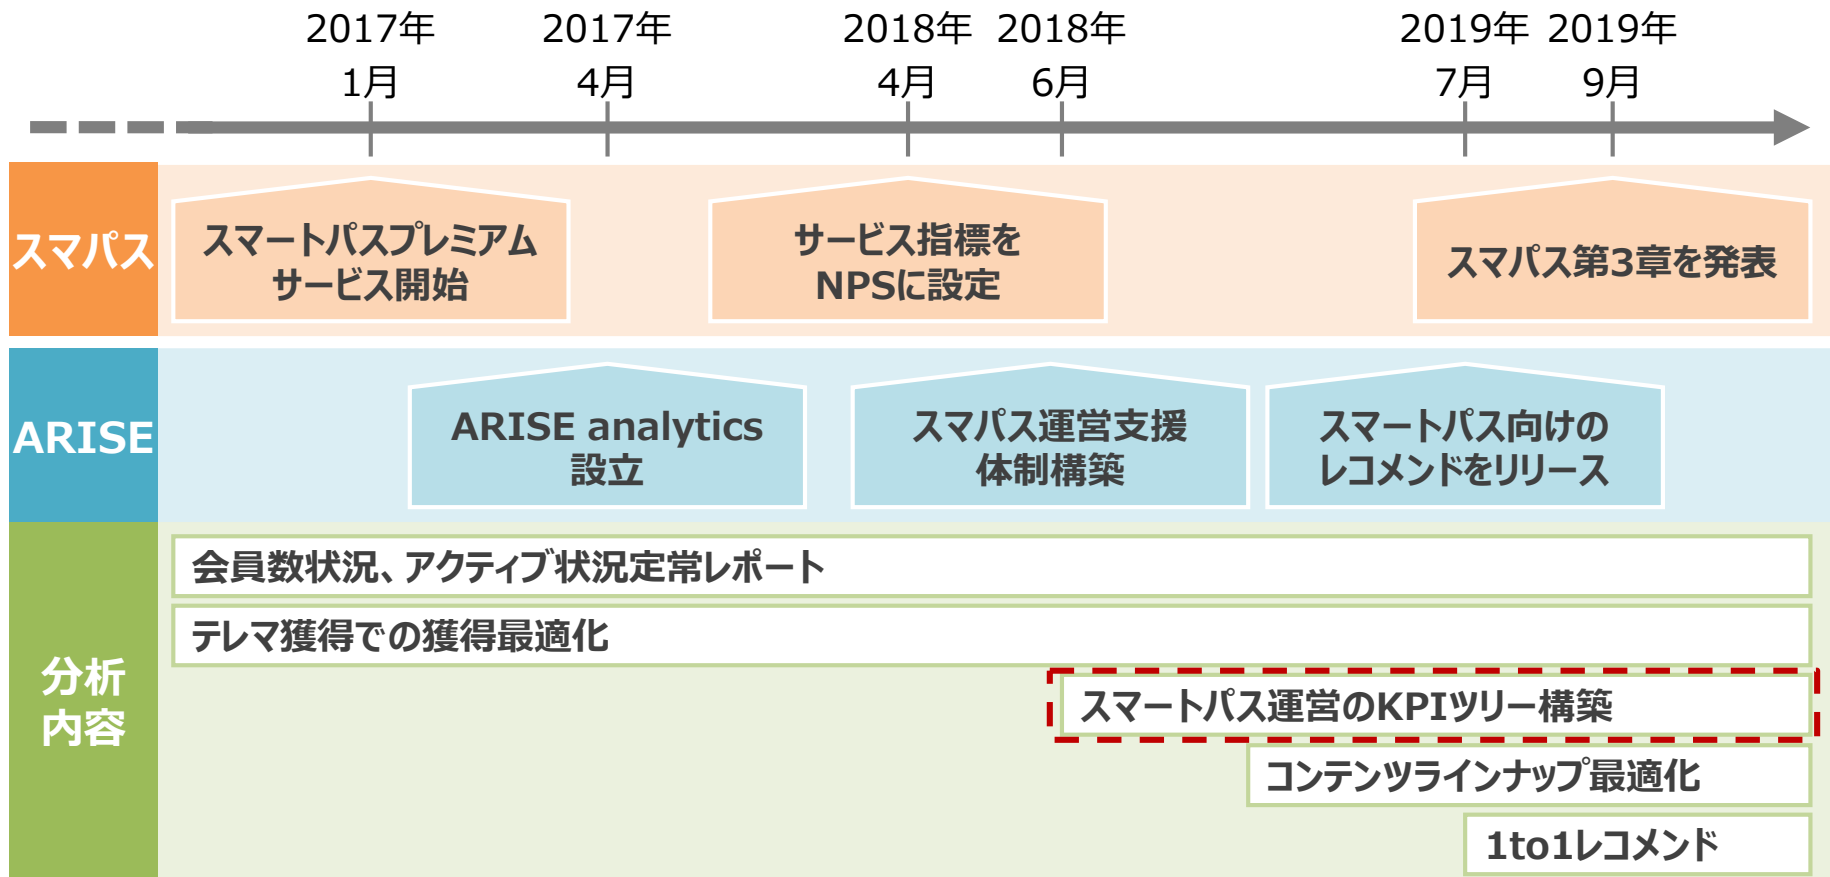 2017年 2017年 2018年 2018年 2019年 2019年
1月 4月 4月 6月 7月 9月
スマパス
スマートパスプレミアム
サービス開始
サービス指標を
NPSに設定
スマパス第3章を発表
ARISE
ARISE analytics
設立
スマパス運営支援
体制構築
スマートパス向けの
レコメンドをリリース
分析
内容
会員数状況、アクティブ状況定常レポート
テレマ獲得での獲得最適化
スマートパス運営のKPIツリー構築
コンテンツラインナップ最適化
1to1レコメンド